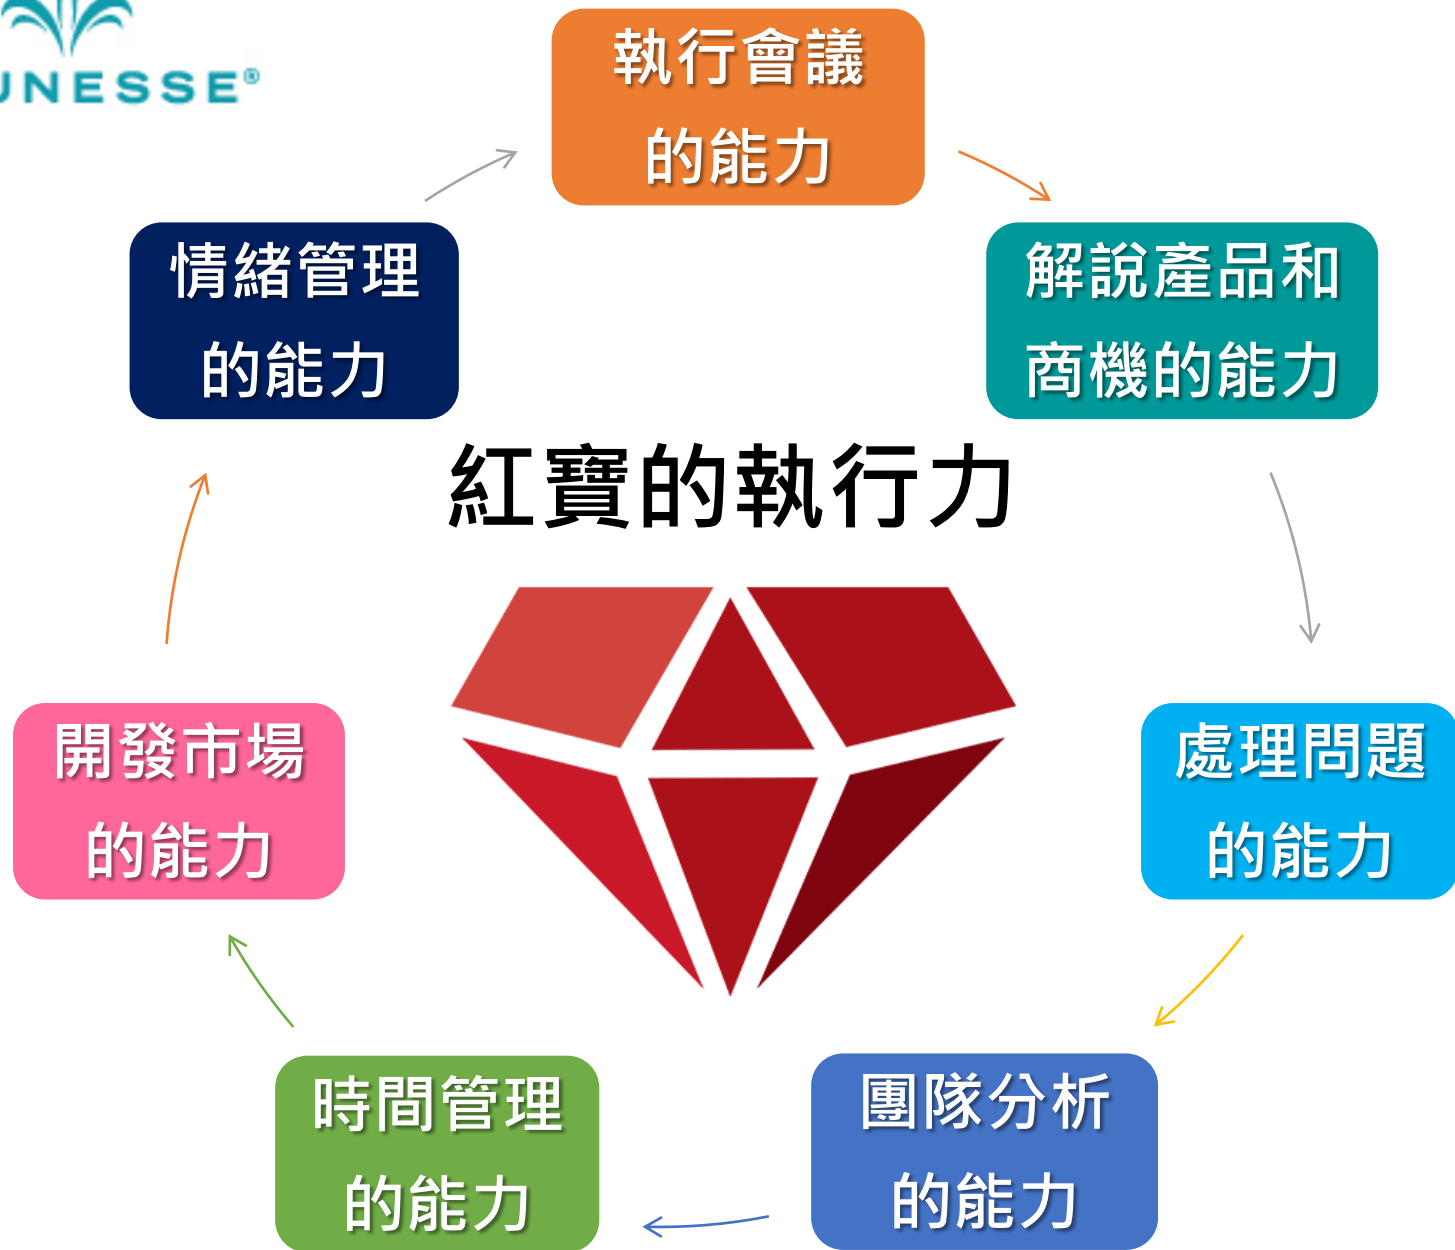 UNESSE®
執行會議
的能力
解說產品和
商機的能力
處理問題
的能力
團隊分析
的能力
時間管理
的能力
開發市場
的能力
情緒管理
的能力
紅寶的執行力